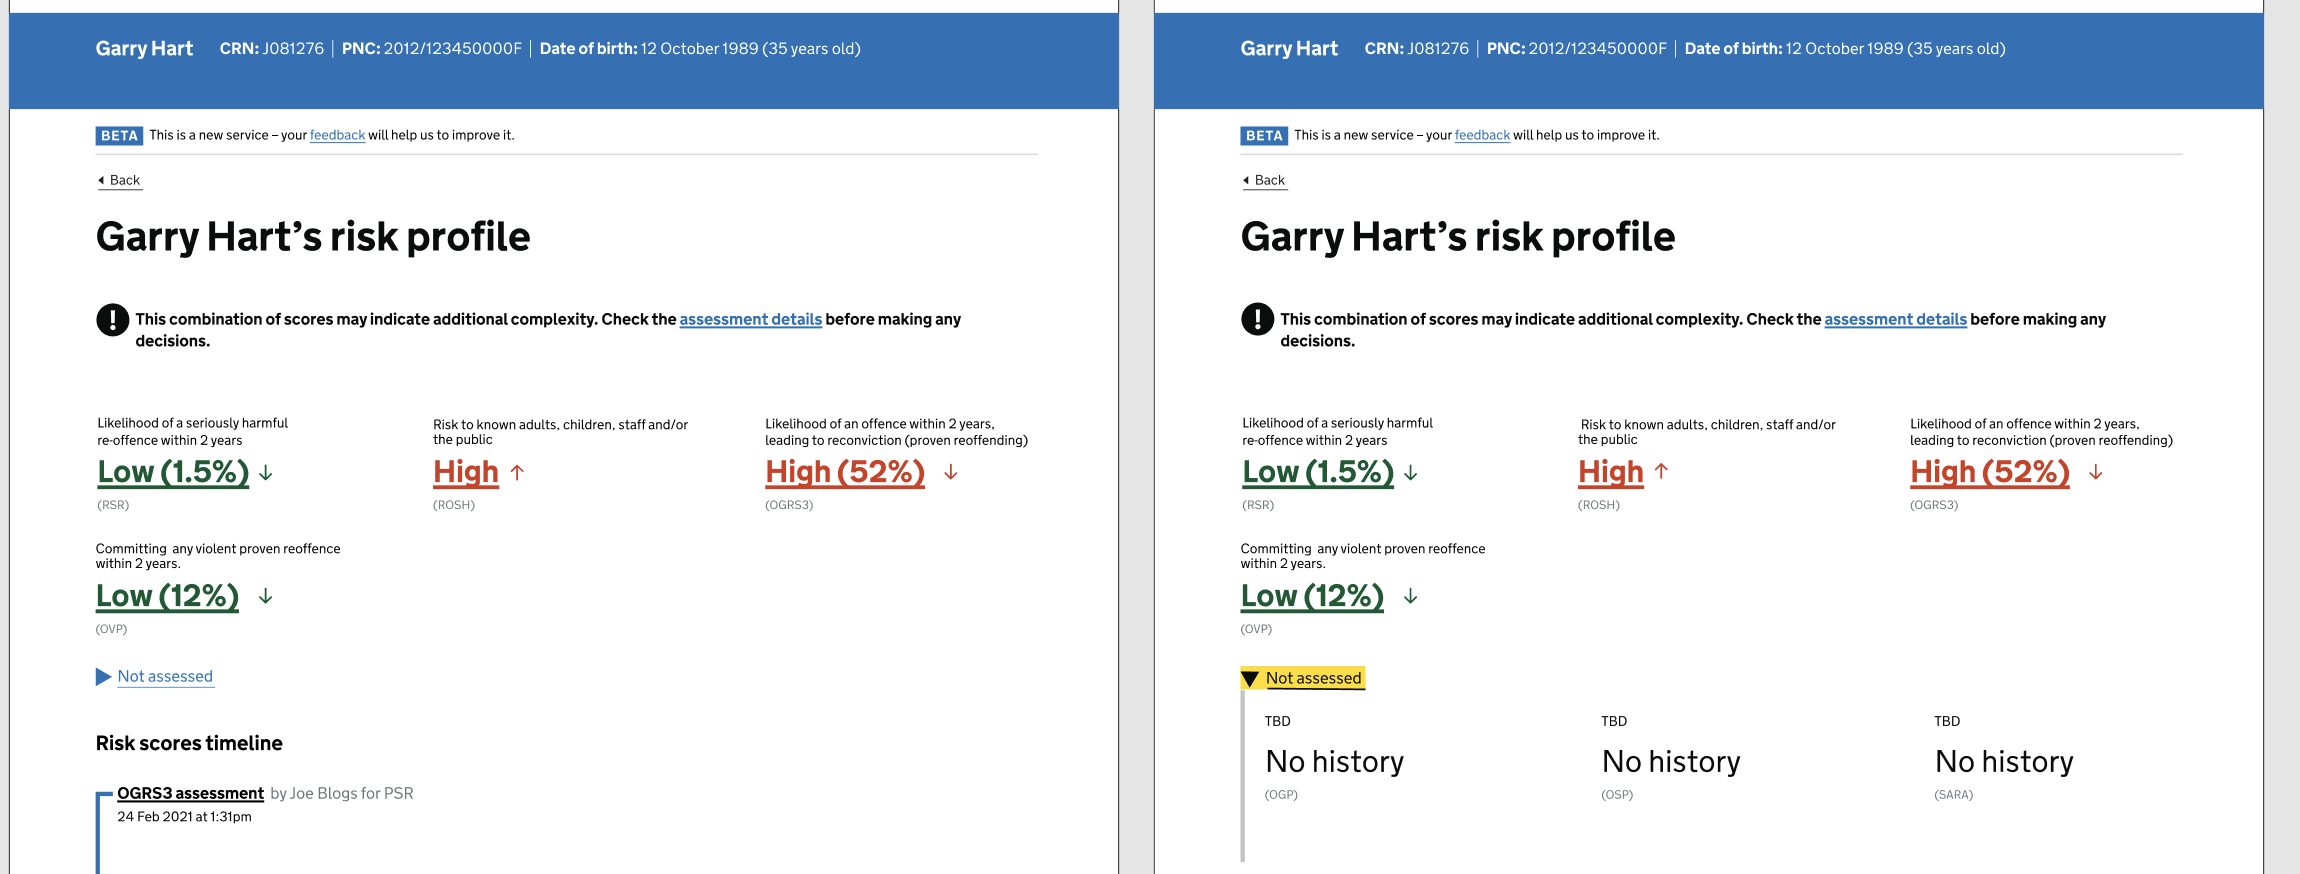 Garry Hart CRN: J081276 | PNC: 2012/123450000F | Date of birth: 12 October 1989 (35 years old)
BETA This is a new service – your feedback will help us to improve it.
Back
Garry Hart’s risk profile
! This combination of scores may indicate additional complexity. Check the assessment details before making any
decisions.
Likelihood of a seriously harmful
re-offence within 2 years
Low (1.5%) ↓
(RSR)
Risk to known adults, children, staff and/or
the public
High ↑
(ROSH)
Likelihood of an offence within 2 years,
leading to reconviction (proven reoffending)
High (52%) ↓
(OGRS3)
Committing any violent proven reoffence
within 2 years.
Low (12%) ↓
(OVP)
Not assessed
Risk scores timeline
OGRS3 assessment by Joe Blogs for PSR
24 Feb 2021 at 1:31pm
Garry Hart CRN: J081276 | PNC: 2012/123450000F | Date of birth: 12 October 1989 (35 years old)
BETA This is a new service – your feedback will help us to improve it.
Back
Garry Hart’s risk profile
! This combination of scores may indicate additional complexity. Check the assessment details before making any
decisions.
Likelihood of a seriously harmful
re-offence within 2 years
Low (1.5%) ↓
(RSR)
Risk to known adults, children, staff and/or
the public
High ↑
(ROSH)
Likelihood of an offence within 2 years,
leading to reconviction (proven reoffending)
High (52%) ↓
(OGRS3)
Committing any violent proven reoffence
within 2 years.
Low (12%) ↓
(OVP)
Not assessed
TBD
No history
(OGP)
TBD
No history
(OSP)
TBD
No history
(SARA)